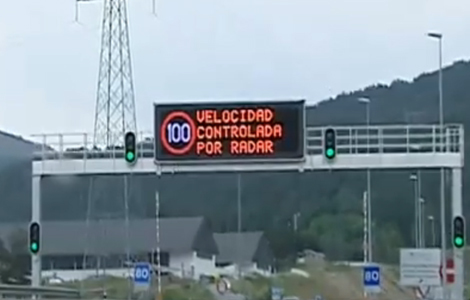 100
VELOCIDAD
CONTROLADA
POR RADAR
80
80